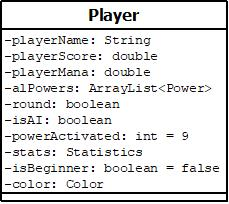 Player
-playerName: String
-playerScore: double
-playerMana: double
-alPowers: ArrayList<Power>
-round: boolean
-isAI: boolean
-powerActivated: int = 9
-stats: Statistics
-isBeginner: boolean = false
-color: Color